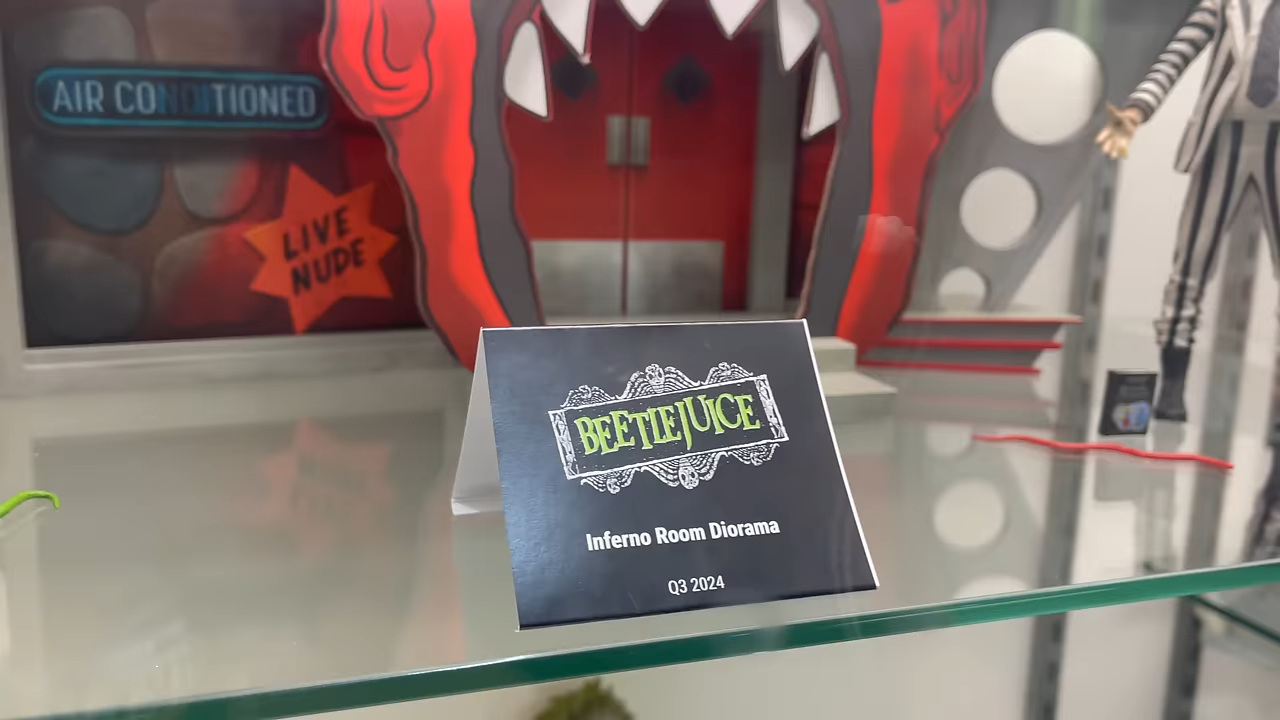 AIR CONDITIONED
LIVE
NUDE
BEETLEJUICE
Inferno Room Diorama
Q3 2024